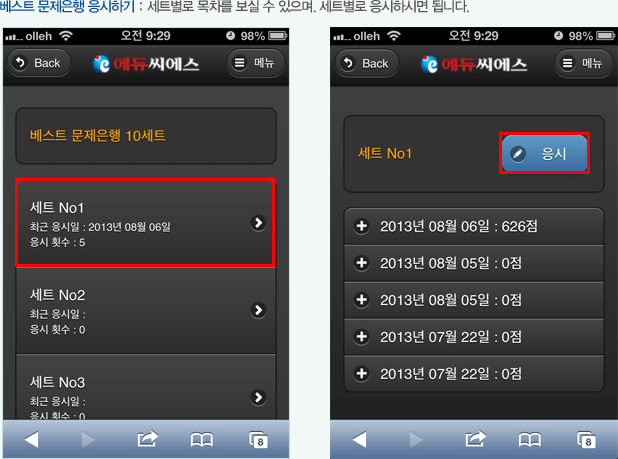 베스트 문제은행 응시하기 : 세트별로 목차를 보실 수 있으며, 세트별로 응시하시면 됩니다.
olleh 오전 9:29 98%
Back 에듀씨에스 메뉴
베스트 문제은행 10세트
세트 No1
최근 응시일 : 2013년 08월 06일
응시 횟수 : 5
세트 No2
최근 응시일 :
응시 횟수 : 0
세트 No3
최근 응시일 :
응시 횟수 : 0
8
olleh 오전 9:29 98%
Back 에듀씨에스 메뉴
세트 No1 응시
2013년 08월 06일 : 626점
2013년 08월 05일 : 0점
2013년 08월 05일 : 0점
2013년 07월 22일 : 0점
2013년 07월 22일 : 0점
8